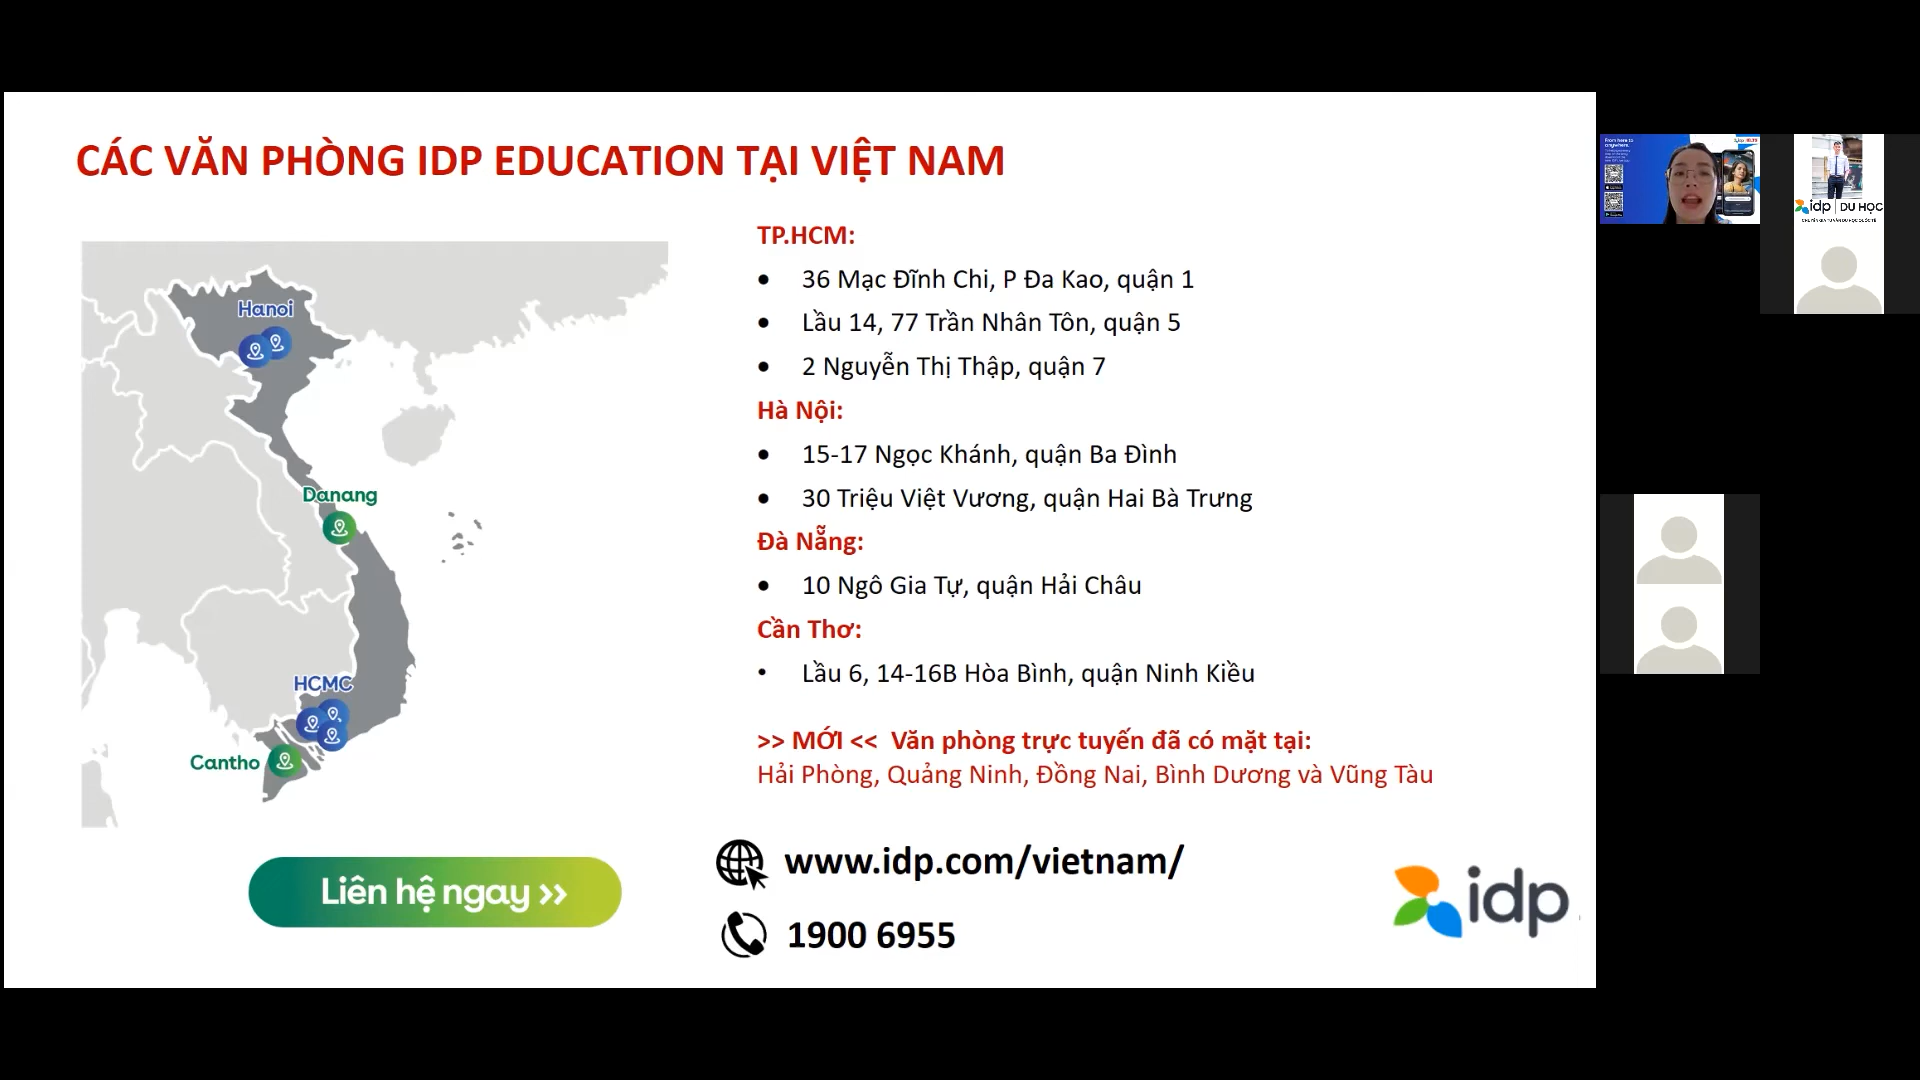 CÁC VĂN PHÒNG IDP EDUCATION TẠI VIỆT NAM
Hanoi
Danang
HCMC
Cantho
TP.HCM:
• 36 Mạc Đĩnh Chi, P Đa Kao, quận 1
• Lầu 14, 77 Trần Nhân Tôn, quận 5
• 2 Nguyễn Thị Thập, quận 7
Hà Nội:
• 15-17 Ngọc Khánh, quận Ba Đình
• 30 Triệu Việt Vương, quận Hai Bà Trưng
Đà Nẵng:
• 10 Ngô Gia Tự, quận Hải Châu
Cần Thơ:
• Lầu 6, 14-16B Hòa Bình, quận Ninh Kiều
>> MỚI << Văn phòng trực tuyến đã có mặt tại:
Hải Phòng, Quảng Ninh, Đồng Nai, Bình Dương và Vũng Tàu
Liên hệ ngay >>
www.idp.com/vietnam/
1900 6955
idp
From here to
anywhere.
idp | DU HỌC